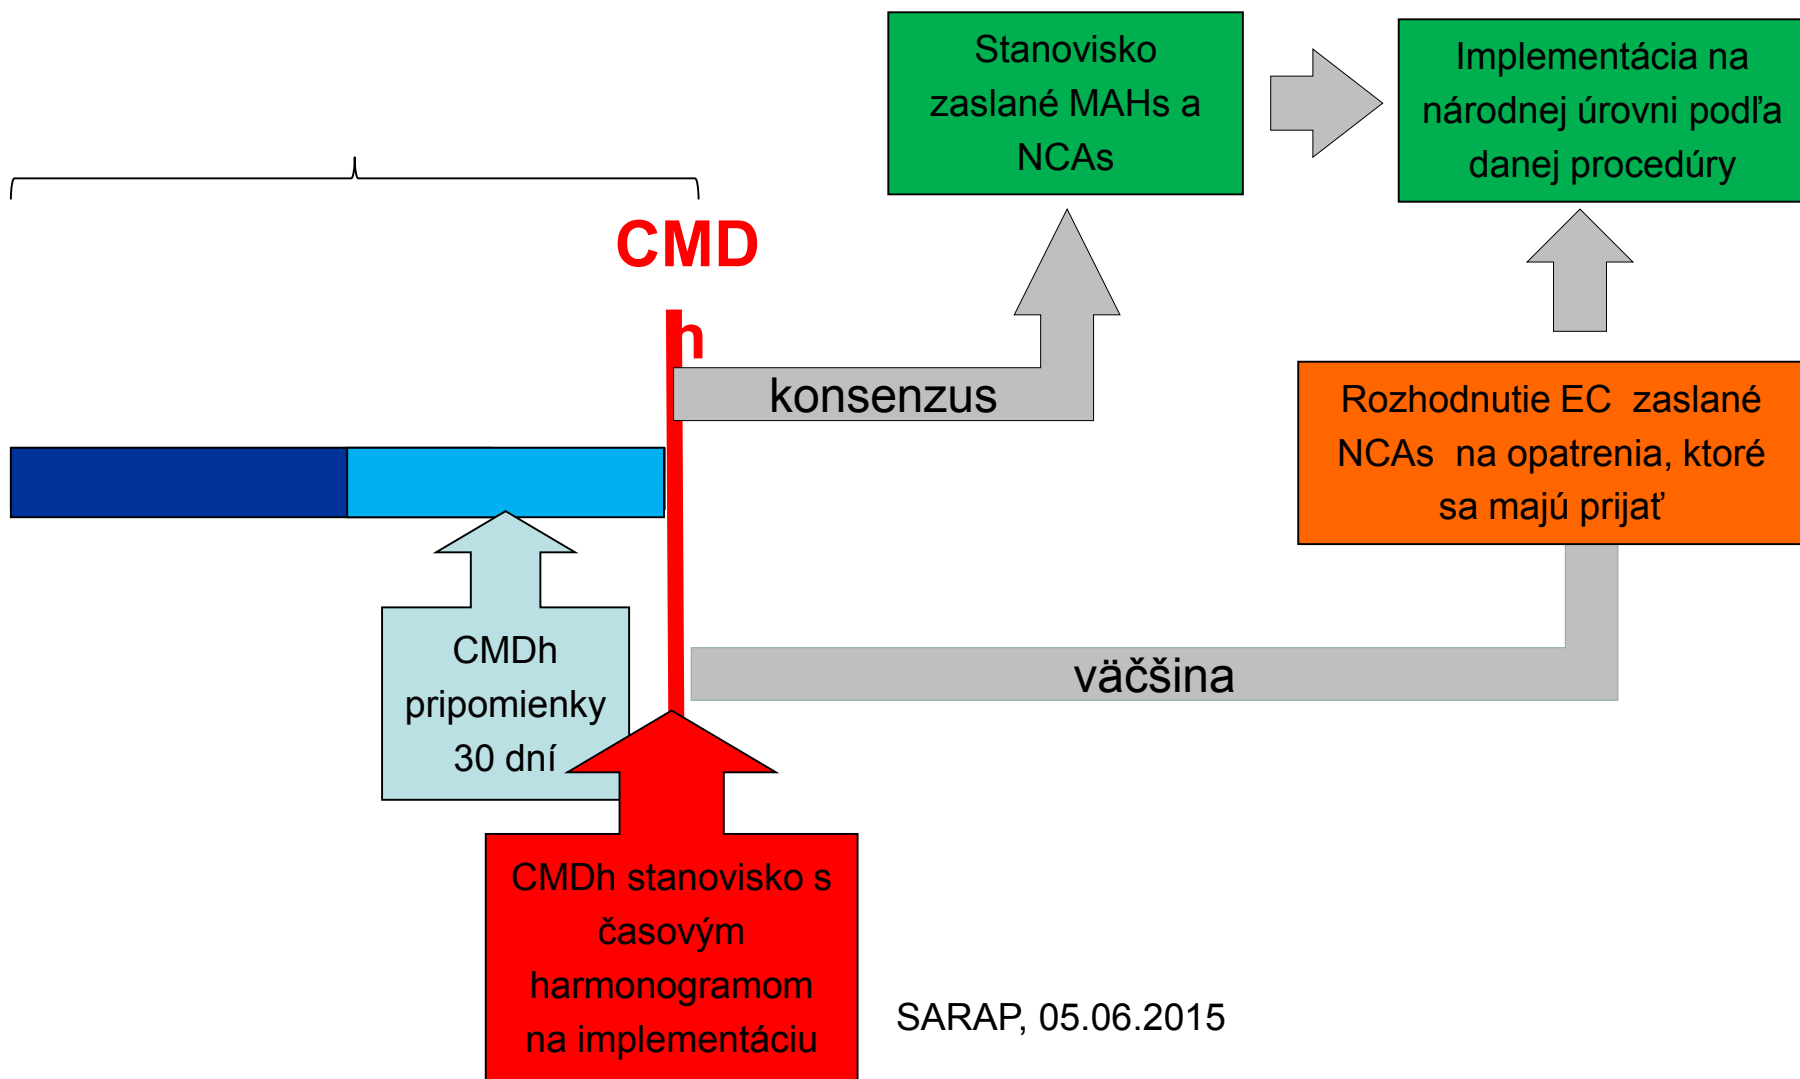 Stanovisko
zaslané MAHs a
NCAs
Implementácia na
národnej úrovni podľa
danej procedúry
CMD
h
konsenzus
Rozhodnutie EC  zaslané
NCAs  na opatrenia, ktoré
sa majú prijať
CMDh
pripomienky
30 dní
väčšina
CMDh stanovisko s
časovým
harmonogramom
na implementáciu
SARAP, 05.06.2015